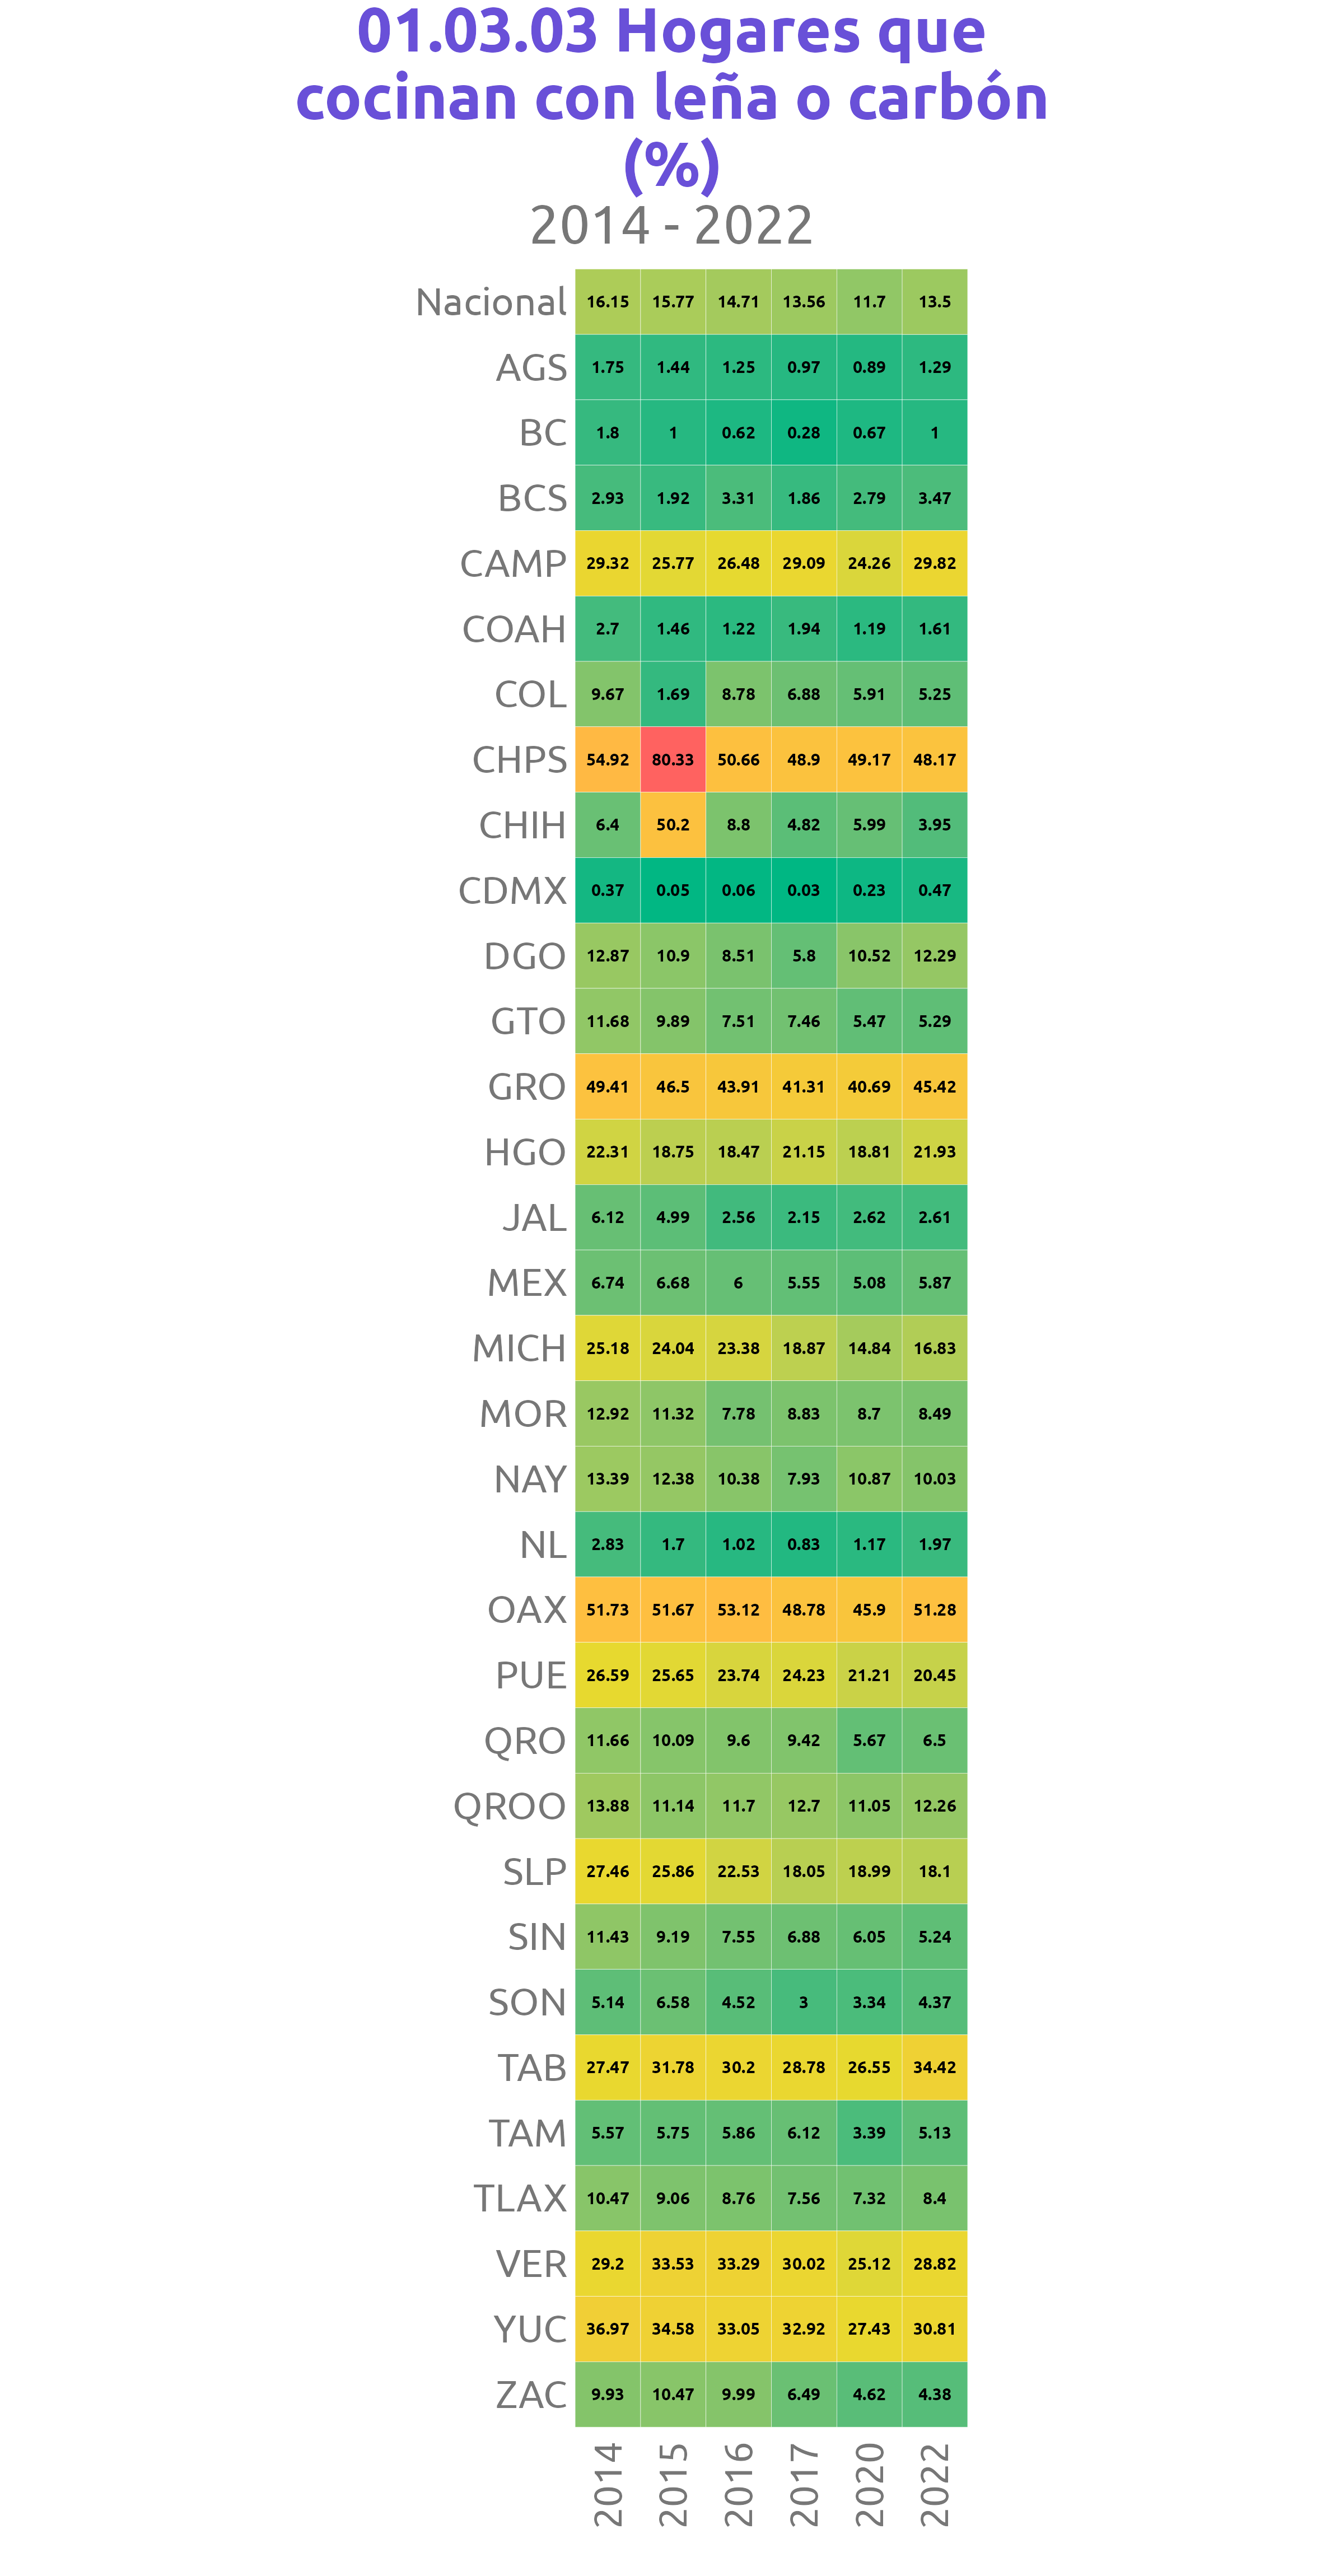 01.03.03 Hogares que
cocinan con leña o carbón
(%)
2014 - 2022
Nacional 16.15 15.77 14.71 13.56 11.7 13.5
AGS 1.75 1.44 1.25 0.97 0.89 1.29
BC 1.8 1 0.62 0.28 0.67 1
BCS 2.93 1.92 3.31 1.86 2.79 3.47
CAMP 29.32 25.77 26.48 29.09 24.26 29.82
COAH 2.7 1.46 1.22 1.94 1.19 1.61
COL 9.67 1.69 8.78 6.88 5.91 5.25
CHPS 54.92 80.33 50.66 48.9 49.17 48.17
CHIH 6.4 50.2 8.8 4.82 5.99 3.95
CDMX 0.37 0.05 0.06 0.03 0.23 0.47
DGO 12.87 10.9 8.51 5.8 10.52 12.29
GTO 11.68 9.89 7.51 7.46 5.47 5.29
GRO 49.41 46.5 43.91 41.31 40.69 45.42
HGO 22.31 18.75 18.47 21.15 18.81 21.93
JAL 6.12 4.99 2.56 2.15 2.62 2.61
MEX 6.74 6.68 6 5.55 5.08 5.87
MICH 25.18 24.04 23.38 18.87 14.84 16.83
MOR 12.92 11.32 7.78 8.83 8.7 8.49
NAY 13.39 12.38 10.38 7.93 10.87 10.03
NL 2.83 1.7 1.02 0.83 1.17 1.97
OAX 51.73 51.67 53.12 48.78 45.9 51.28
PUE 26.59 25.65 23.74 24.23 21.21 20.45
QRO 11.66 10.09 9.6 9.42 5.67 6.5
QROO 13.88 11.14 11.7 12.7 11.05 12.26
SLP 27.46 25.86 22.53 18.05 18.99 18.1
SIN 11.43 9.19 7.55 6.88 6.05 5.24
SON 5.14 6.58 4.52 3 3.34 4.37
TAB 27.47 31.78 30.2 28.78 26.55 34.42
TAM 5.57 5.75 5.86 6.12 3.39 5.13
TLAX 10.47 9.06 8.76 7.56 7.32 8.4
VER 29.2 33.53 33.29 30.02 25.12 28.82
YUC 36.97 34.58 33.05 32.92 27.43 30.81
ZAC 9.93 10.47 9.99 6.49 4.62 4.38
2014 2015 2016 2017 2020 2022